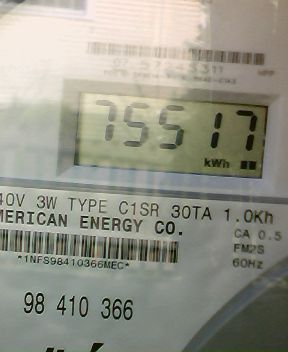 75517
kWh
40V 3W TYPE C1SR 30TA 1.0Kh
MERICAN ENERGY CO.
CA 0.5
FM2S
60Hz
*1NFS98410366MEC*
98 410 366